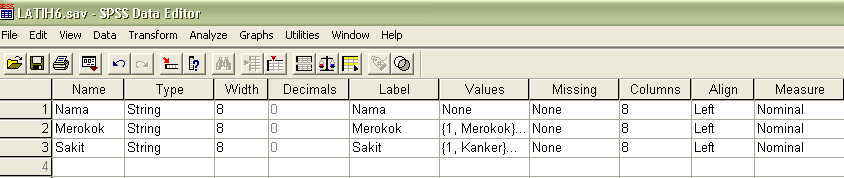 LATIH6.sav - SPSS Data Editor
File Edit View Data Transform Analyze Graphs Utilities Window Help
Name Type Width Decimals Label Values Missing Columns Align Measure
1 Nama String 8 0 Nama None None 8 Left Nominal
2 Merokok String 8 0 Merokok {1, Merokok}... None 8 Left Nominal
3 Sakit String 8 0 Sakit {1, Kanker}... None 8 Left Nominal
4